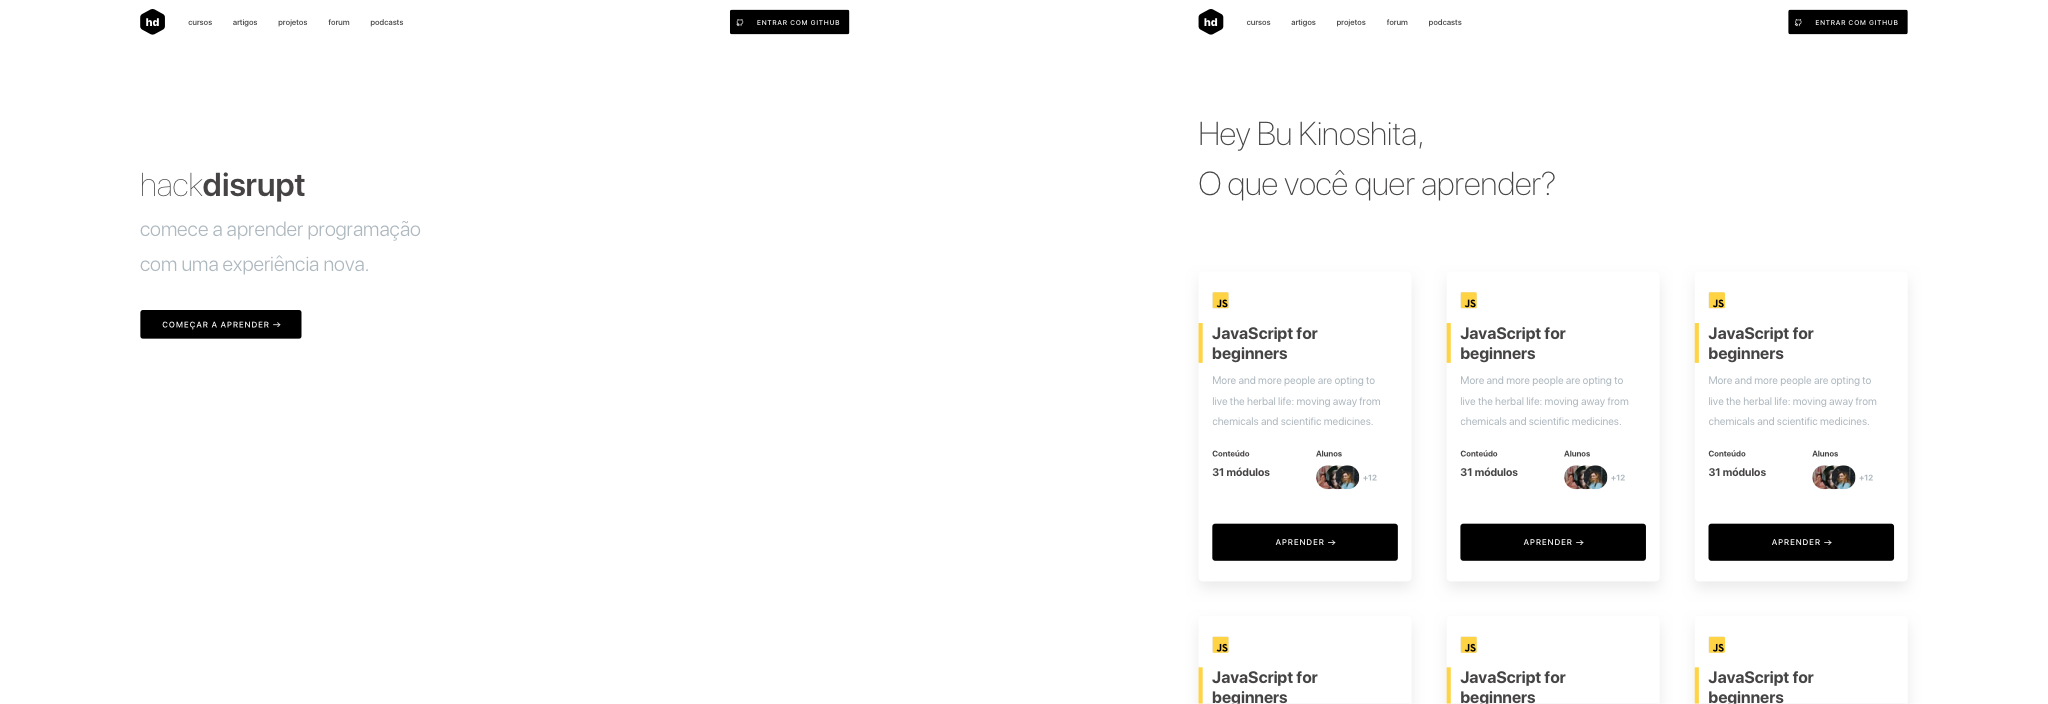 hd cursos artigos projetos forum podcasts ENTRAR COM GITHUB
hackdisrupt
comece a aprender programação
com uma experiência nova.
COMEÇAR A APRENDER →
hd cursos artigos projetos forum podcasts ENTRAR COM GITHUB
Hey Bu Kinoshita,
O que você quer aprender?
JS
JavaScript for
beginners
More and more people are opting to
live the herbal life: moving away from
chemicals and scientific medicines.
Conteúdo Alunos
31 módulos +12
APRENDER →
JS
JavaScript for
beginners
More and more people are opting to
live the herbal life: moving away from
chemicals and scientific medicines.
Conteúdo Alunos
31 módulos +12
APRENDER →
JS
JavaScript for
beginners
More and more people are opting to
live the herbal life: moving away from
chemicals and scientific medicines.
Conteúdo Alunos
31 módulos +12
APRENDER →
JS
JavaScript for
beginners
JS
JavaScript for
beginners
JS
JavaScript for
beginners